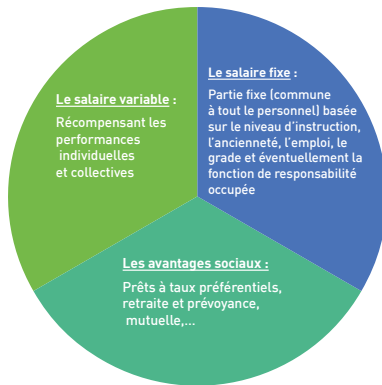 Le salaire variable :
Récompensant les
performances
individuelles
et collectives
Le salaire fixe :
Partie fixe (commune
à tout le personnel) basée
sur le niveau d'instruction,
l'ancienneté, l'emploi, le
grade et éventuellement la
fonction de responsabilité
occupée
Les avantages sociaux :
Prêts à taux préférentiels,
retraite et prévoyance,
mutuelle,...